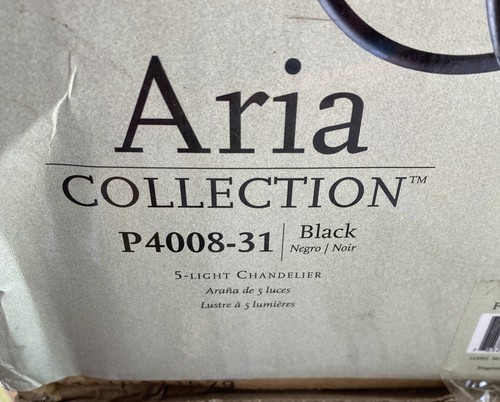 Aria
COLLECTION™
P4008-31
Black
Negro / Noir
5-LIGHT CHANDELIER
Araña de 5 luces
Lustre à 5 lumières